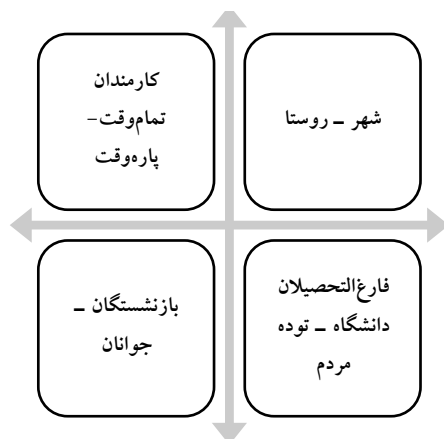 شهر – روستا
کارمندان
تمام‌وقت-
پاره‌وقت
فارغ‌التحصیلان
دانشگاه – توده
مردم
بازنشستگان –
جوانان